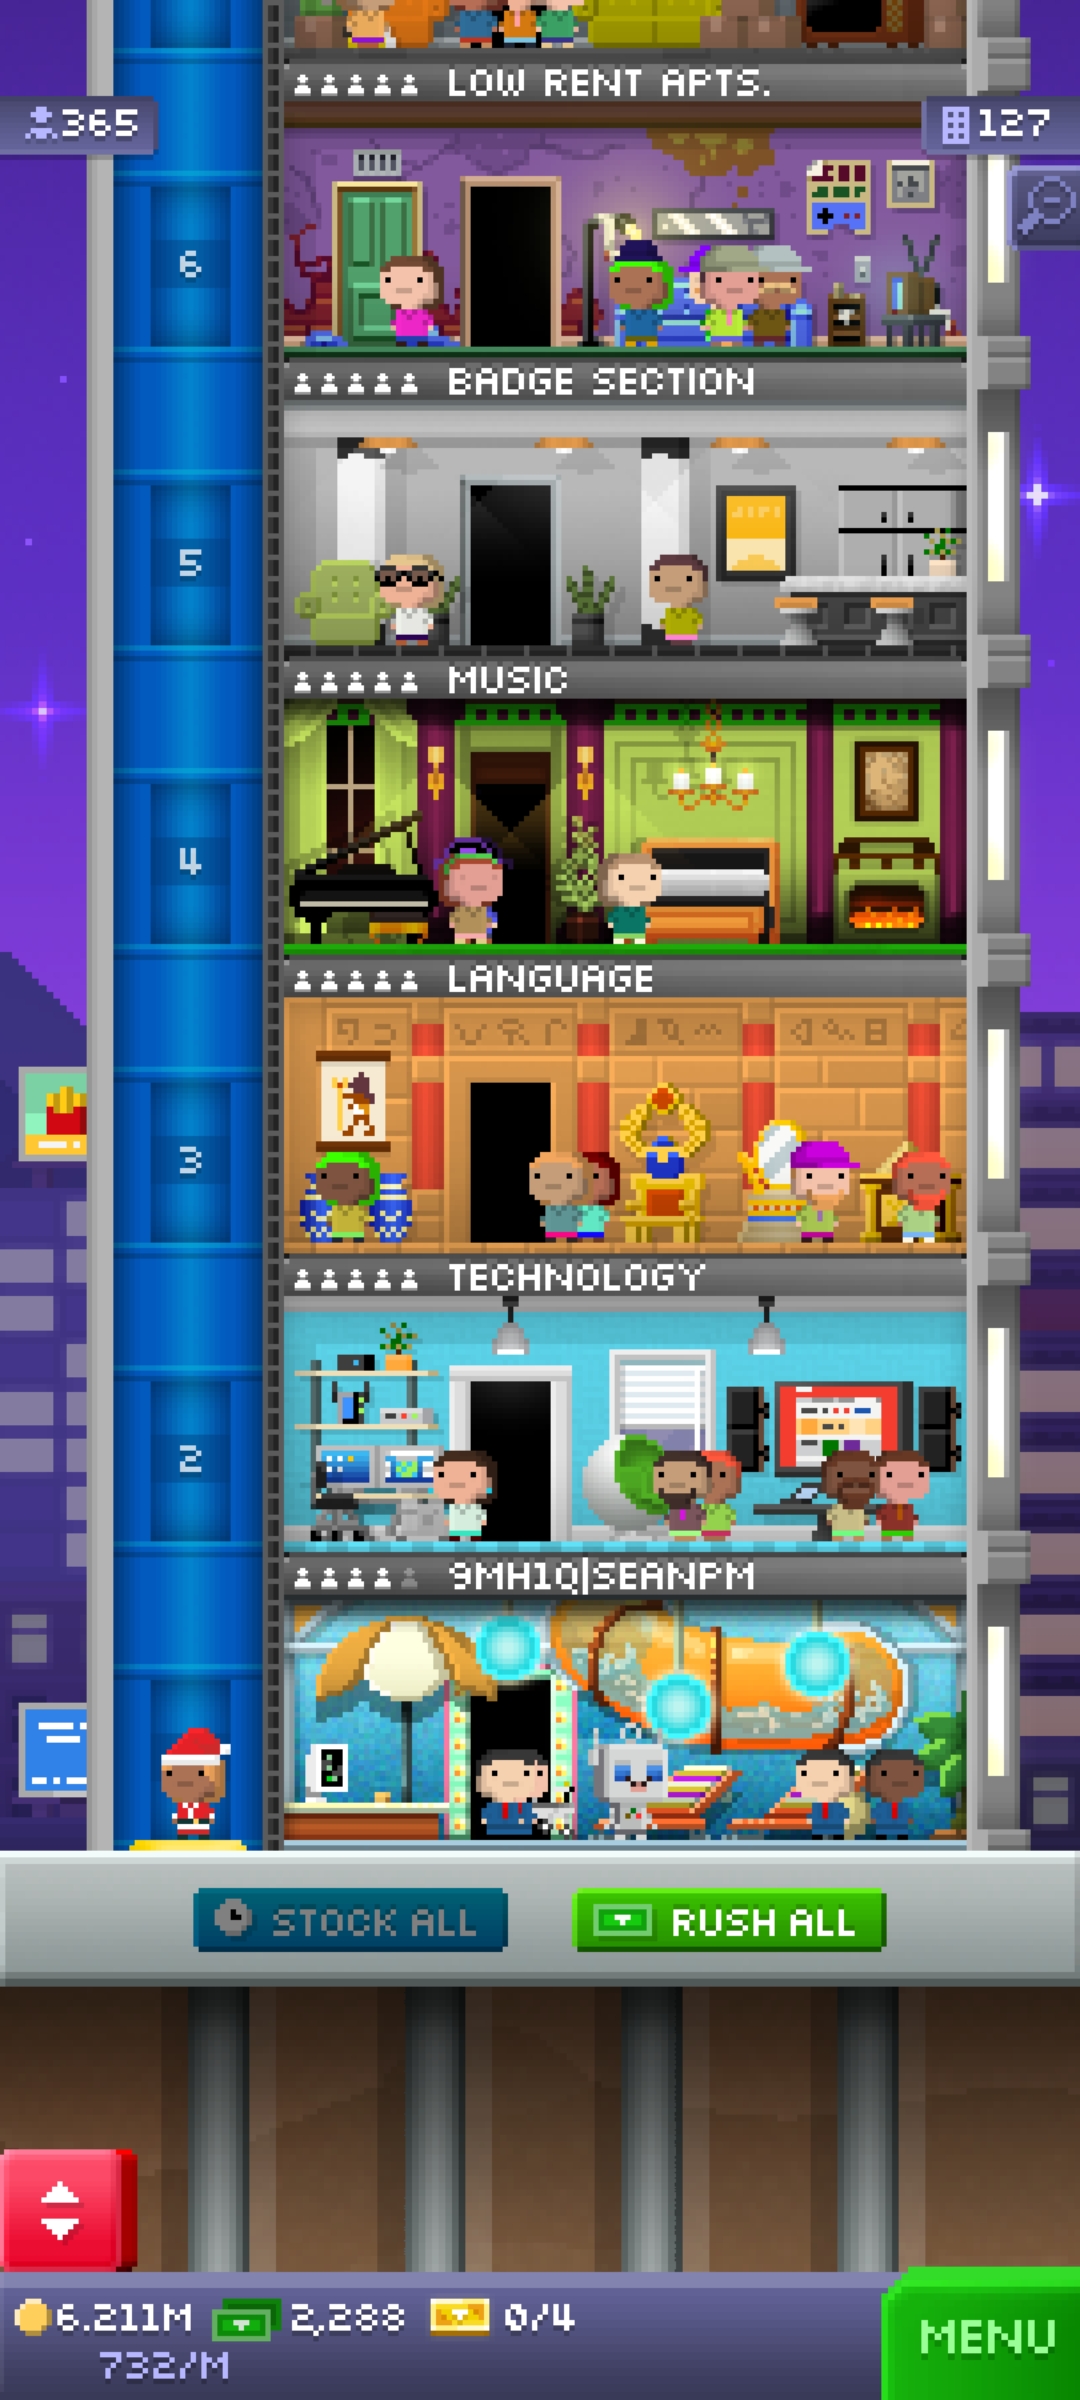 LOW RENT APTS.
365
127
6
BADGE SECTION
5
MUSIC
4
LANGUAGE
3
TECHNOLOGY
2
9MH1Q|SEANPM
STOCK ALL
RUSH ALL
6.211M
2,288
0/4
732/M
MENU